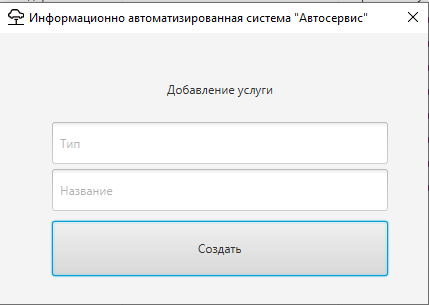 Информационно автоматизированная система "Автосервис"
Добавление услуги
Тип
Название
Создать